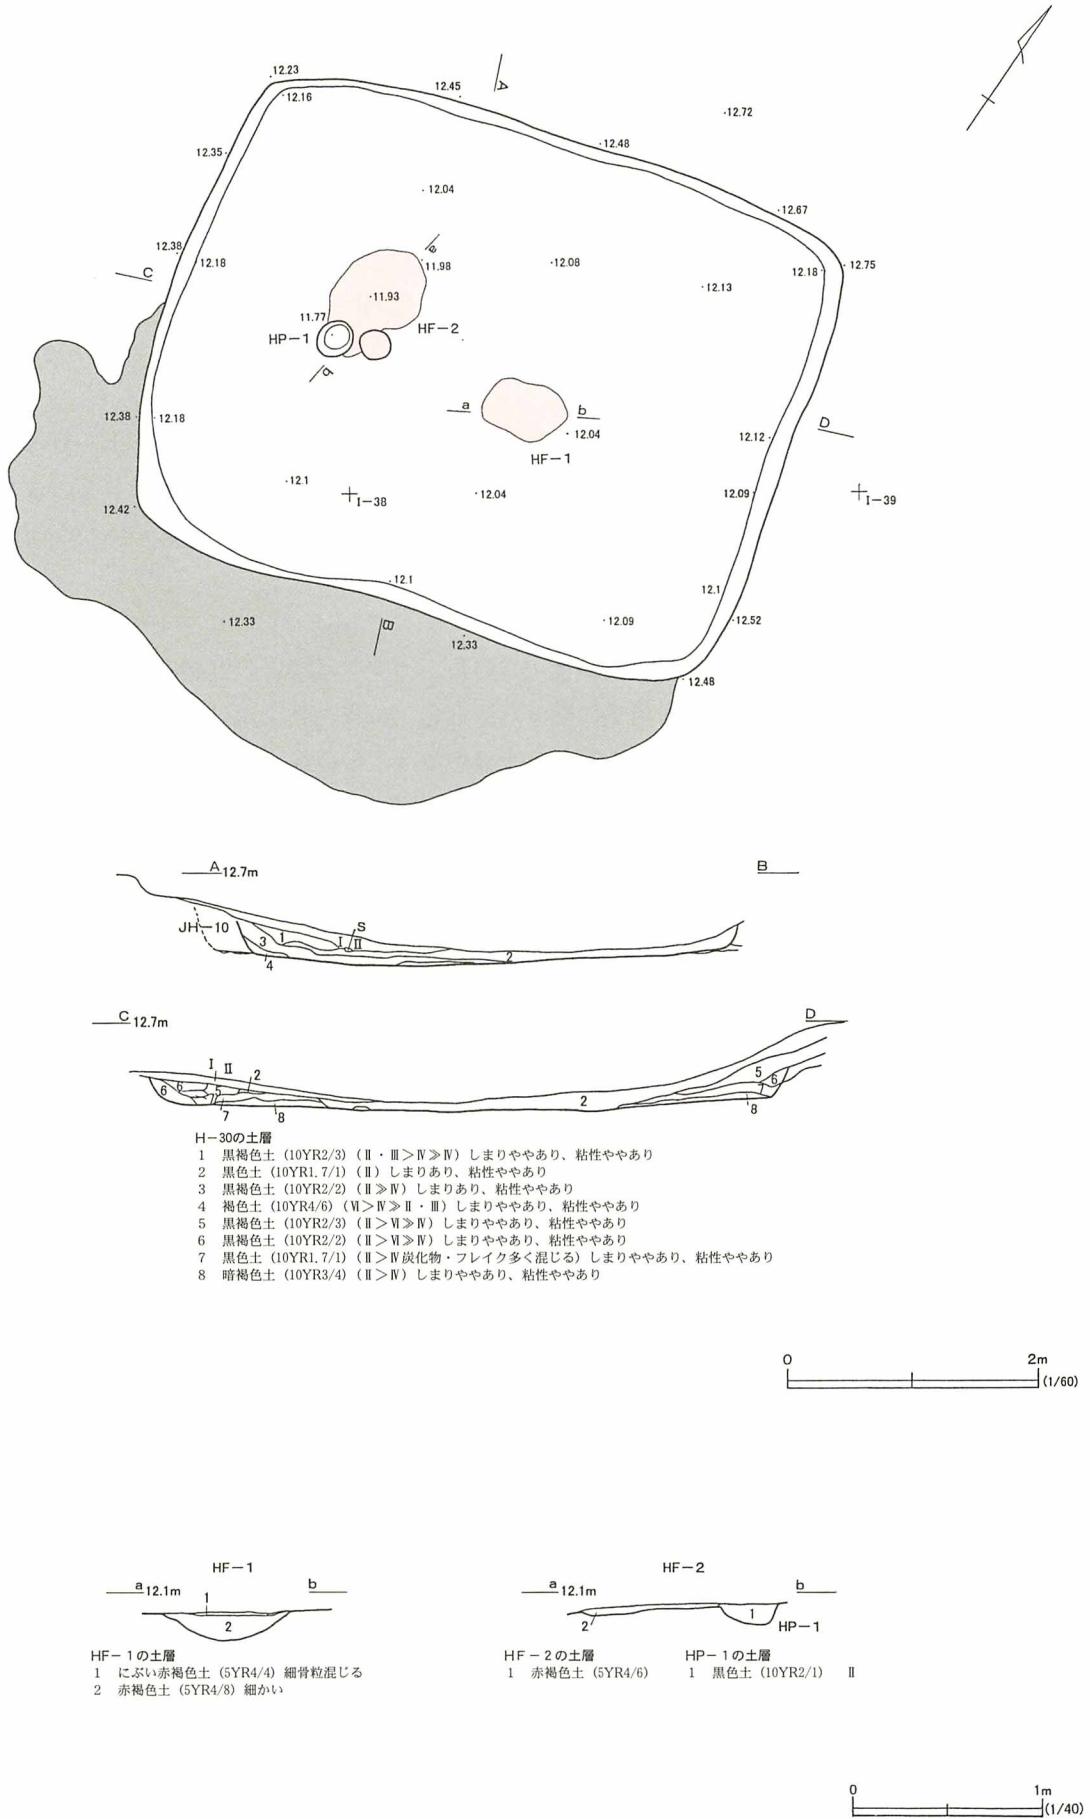 12.23
12.16
12.45
A
12.72
12.48
12.35
12.04
12.67
12.38
12.18
C
a
11.98
12.08
12.18
12.75
11.93
12.13
11.77
HP-1
HF-2
b
a
b
12.38
12.18
12.04
HF-1
12.12
D
12.1
I-38
12.04
12.09
I-39
12.42
12.1
12.1
12.33
B
12.33
12.09
12.52
12.48
A 12.7m
B
JH-10
3
1
I
S
II
4
2
C 12.7m
D
I
II
2
6
6
5
7
8
2
5
6
7
8
H-30の土層
1 黒褐色土 (10YR2/3) (Ⅱ・Ⅲ>Ⅳ≫Ⅳ) しまりややあり、粘性ややあり
2 黒色土 (10YR1.7/1) (Ⅱ) しまりあり、粘性ややあり
3 黒褐色土 (10YR2/2) (Ⅱ≫Ⅳ) しまりあり、粘性ややあり
4 褐色土 (10YR4/6) (Ⅵ>Ⅳ≫Ⅱ・Ⅲ) しまりややあり、粘性ややあり
5 黒褐色土 (10YR2/3) (Ⅱ>Ⅵ≫Ⅳ) しまりややあり、粘性ややあり
6 黒褐色土 (10YR2/2) (Ⅱ>Ⅵ≫Ⅳ) しまりややあり、粘性ややあり
7 黒色土 (10YR1.7/1) (Ⅱ>Ⅳ炭化物・フレイク多く混じる) しまりややあり、粘性ややあり
8 暗褐色土 (10YR3/4) (Ⅱ>Ⅳ) しまりややあり、粘性ややあり
0 2m
(1/60)
HF-1
a 12.1m b
1
2
HF-1の土層
1 にぶい赤褐色土 (5YR4/4) 細骨粒混じる
2 赤褐色土 (5YR4/8) 細かい
HF-2
a 12.1m b
2
1
HP-1
HF-2の土層
1 赤褐色土 (5YR4/6)
HP-1の土層
1 黒色土 (10YR2/1) Ⅱ
0 1m
(1/40)